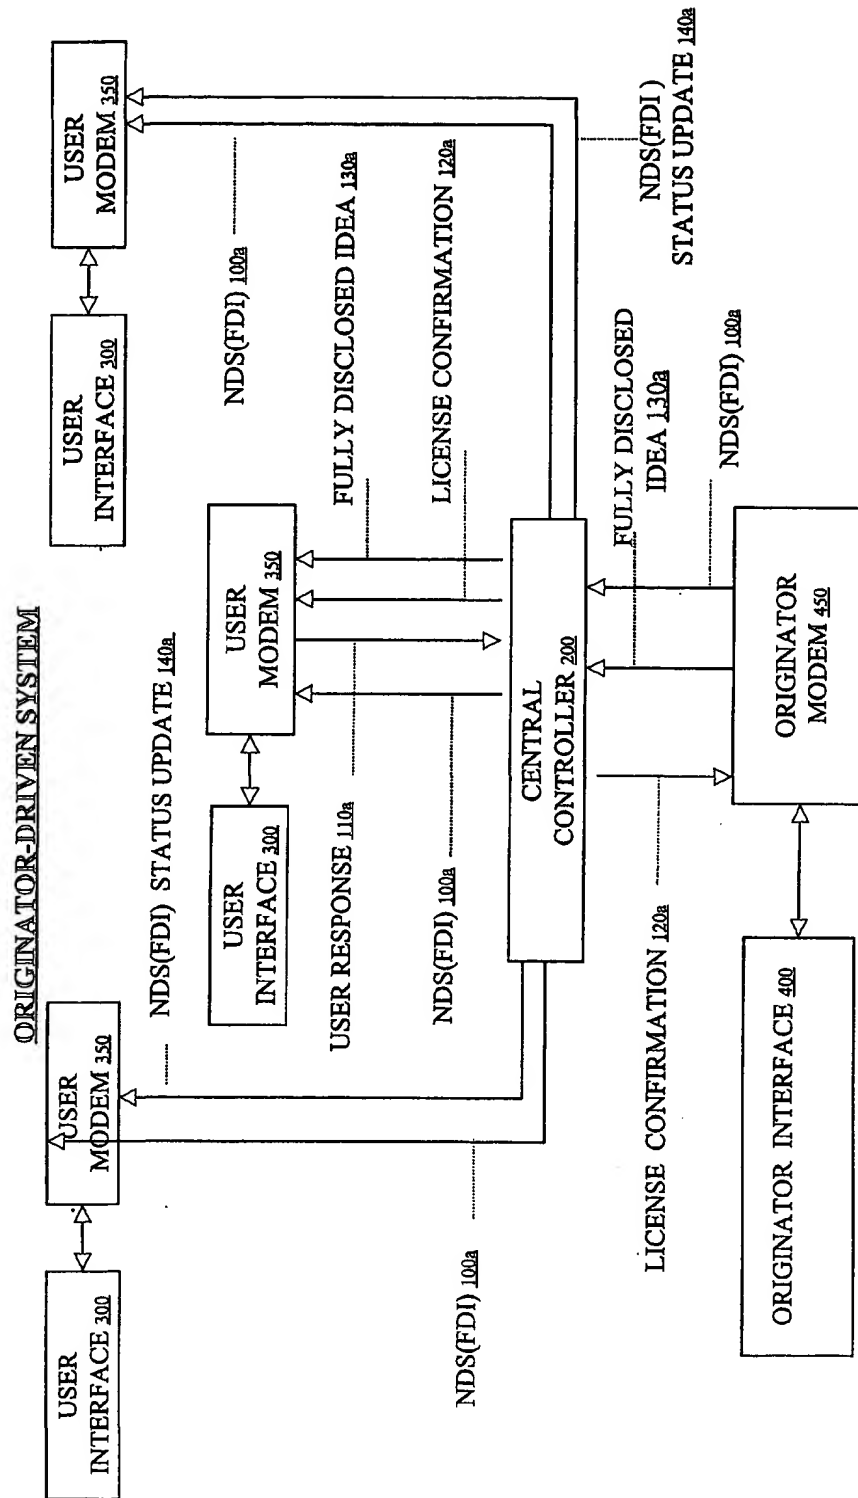 ORIGINATOR-DRIVEN SYSTEM
USER
INTERFACE 300
USER
MODEM 350
NDS(FDI) STATUS UPDATE 140a
NDS(FDI) 100a
USER
INTERFACE 300
USER
MODEM 350
USER RESPONSE 110a
NDS(FDI) 100a
FULLY DISCLOSED IDEA 130a
LICENSE CONFIRMATION 120a
USER
INTERFACE 300
USER
MODEM 350
NDS(FDI) 100a
NDS(FDI)
STATUS UPDATE 140a
CENTRAL
CONTROLLER 200
LICENSE CONFIRMATION 120a
FULLY DISCLOSED
IDEA 130a
NDS(FDI) 100a
ORIGINATOR INTERFACE 400
ORIGINATOR
MODEM 450